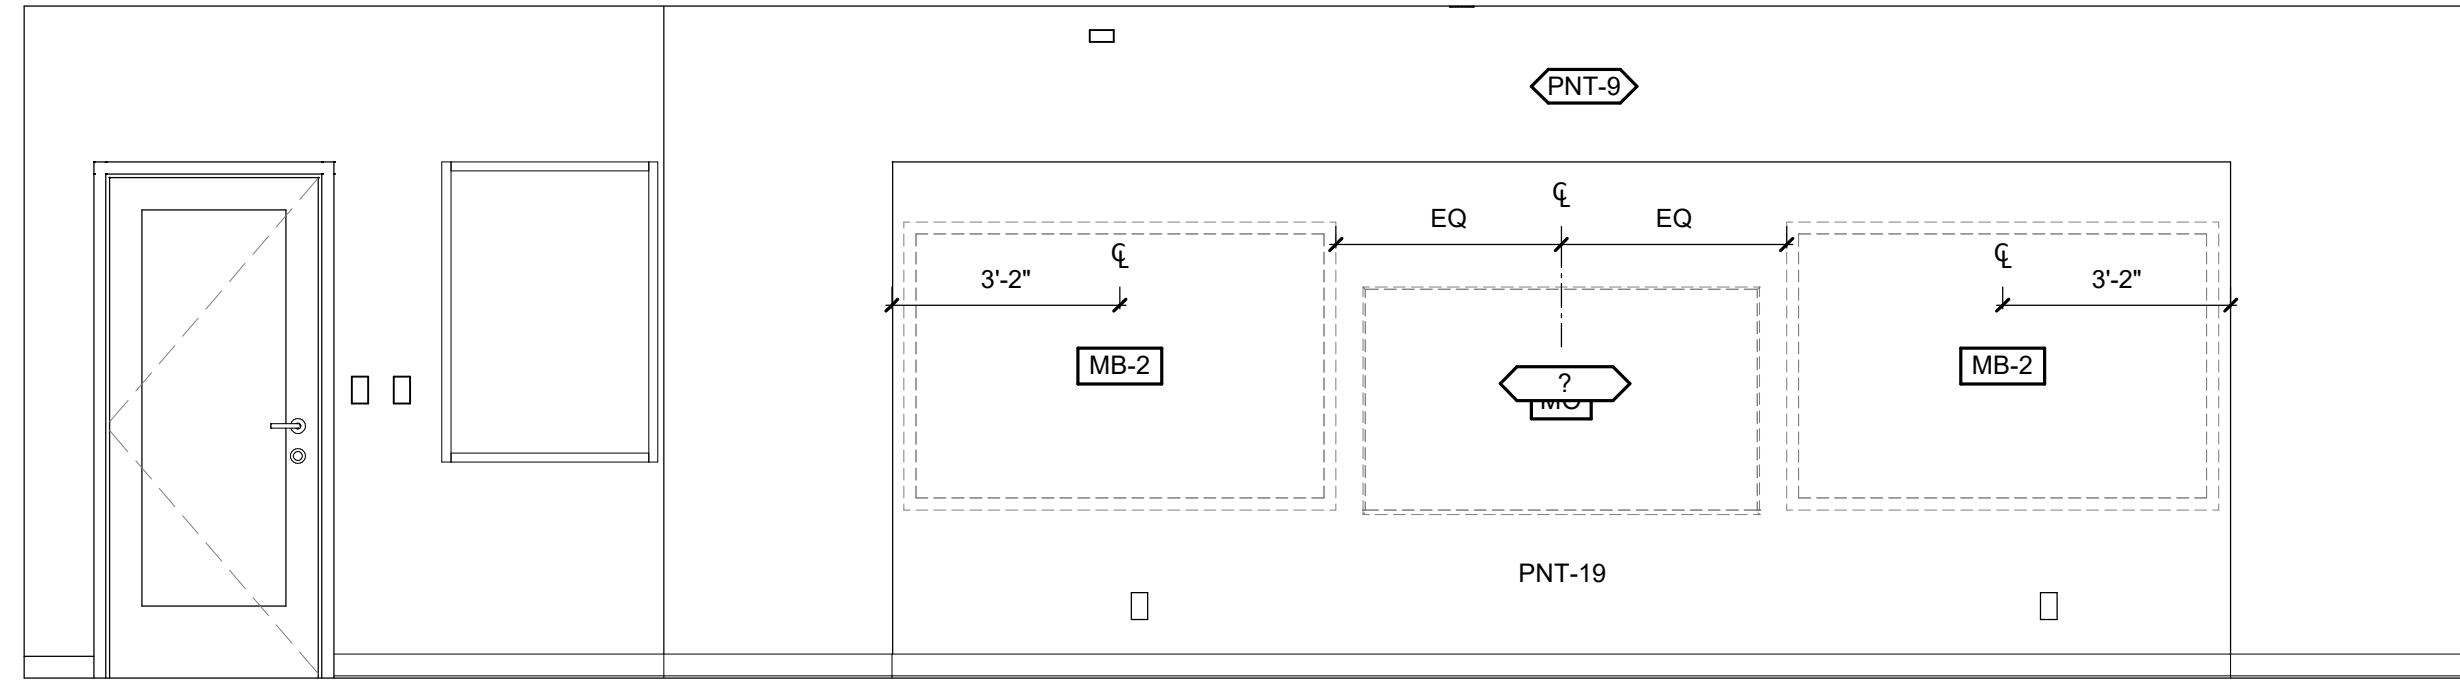 PNT-9
℄
EQ EQ
℄ ℄
3'-2" 3'-2"
MB-2 ? MB-2
PNT-19